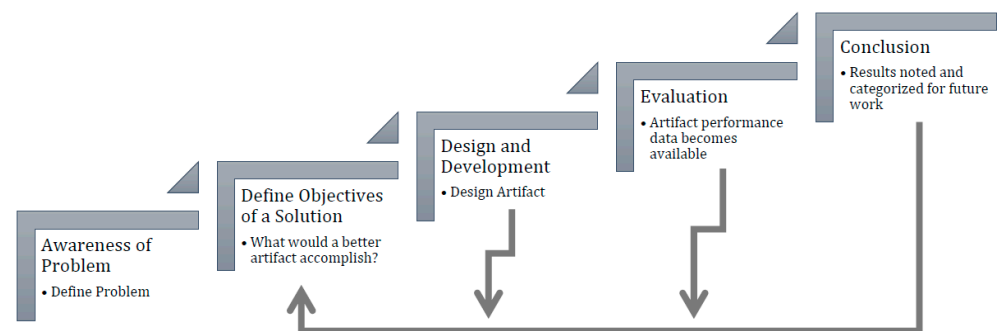 Awareness of
Problem
• Define Problem
Define Objectives
of a Solution
• What would a better
artifact accomplish?
Design and
Development
• Design Artifact
Evaluation
• Artifact performance
data becomes
available
Conclusion
• Results noted and
categorized for future
work